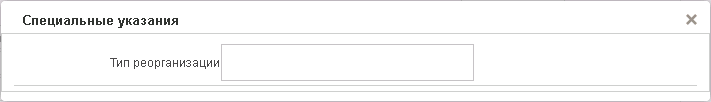 Специальные указания
Тип реорганизации